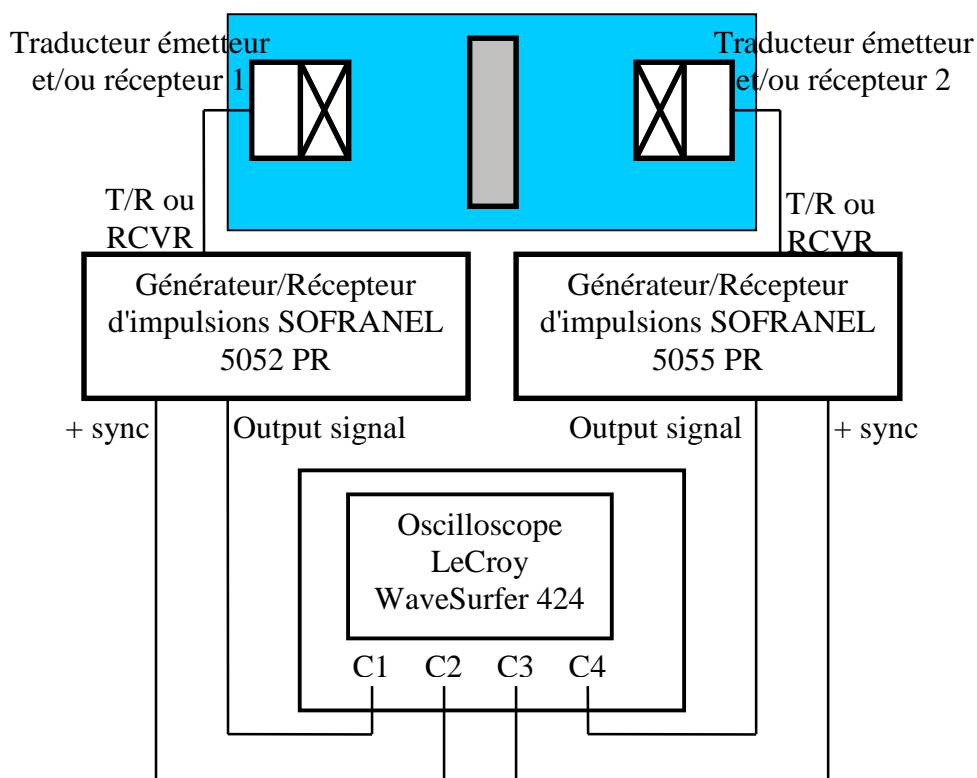 Traducteur émetteur
et/ou récepteur 1
Traducteur émetteur
et/ou récepteur 2
T/R ou
RCVR
T/R ou
RCVR
Générateur/Récepteur
d'impulsions SOFRANEL
5052 PR
Générateur/Récepteur
d'impulsions SOFRANEL
5055 PR
+ sync
Output signal
Output signal
+ sync
Oscilloscope
LeCroy
WaveSurfer 424
C1 C2 C3 C4